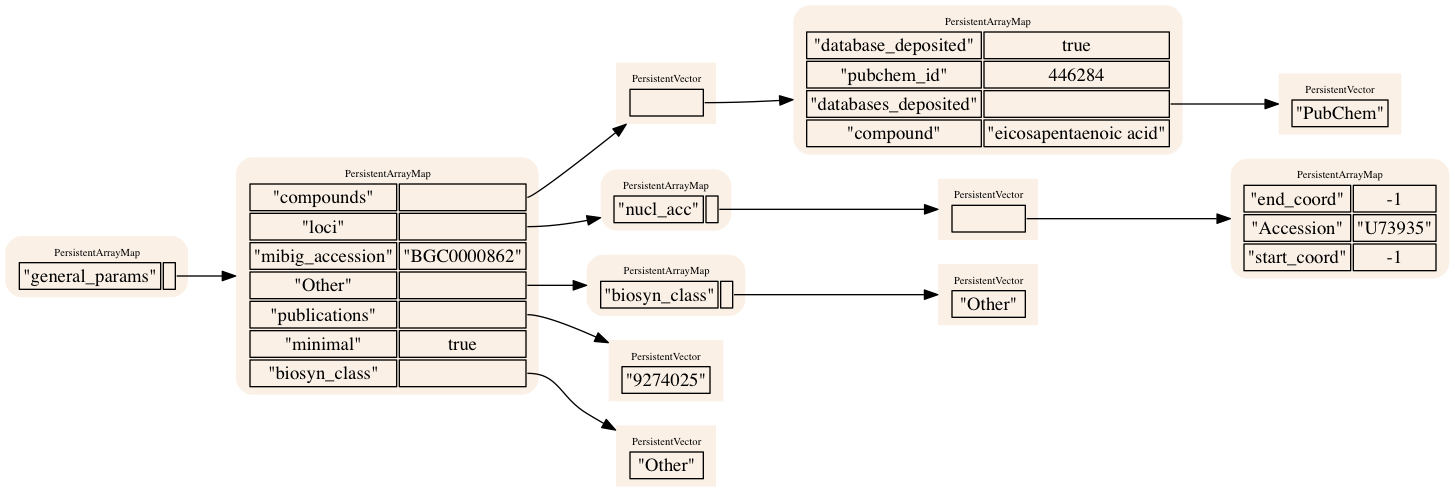 PersistentArrayMap
"general_params"
PersistentArrayMap
"compounds"
"loci"
"mibig_accession" "BGC0000862"
"Other"
"publications"
"minimal" true
"biosyn_class"
PersistentVector
PersistentArrayMap
"database_deposited" true
"pubchem_id" 446284
"databases_deposited"
"compound" "eicosapentaenoic acid"
PersistentVector
"PubChem"
PersistentArrayMap
"nucl_acc"
PersistentVector
PersistentArrayMap
"end_coord" -1
"Accession" "U73935"
"start_coord" -1
PersistentArrayMap
"biosyn_class"
PersistentVector
"Other"
PersistentVector
"9274025"
PersistentVector
"Other"